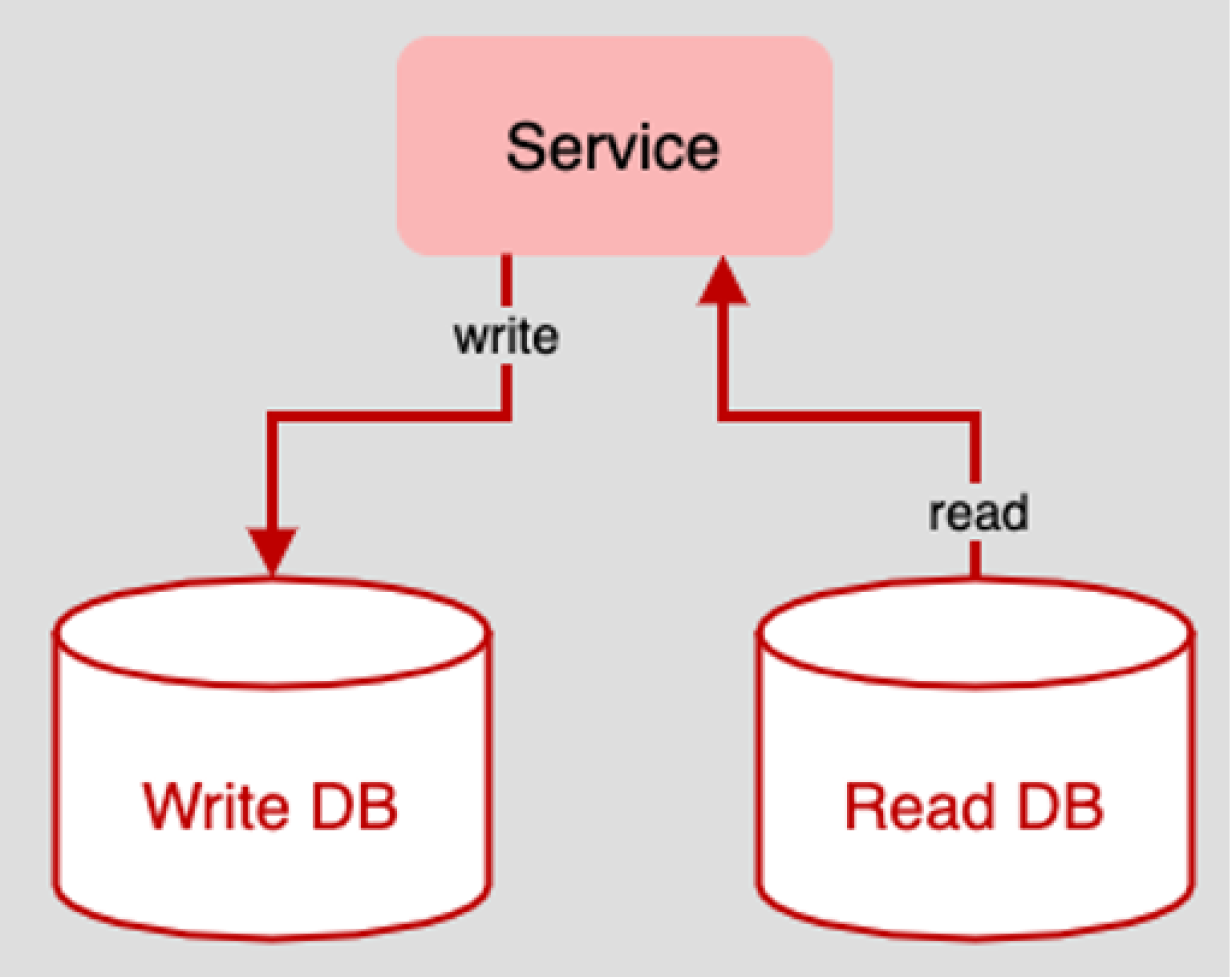 Service
write
read
Write DB
Read DB